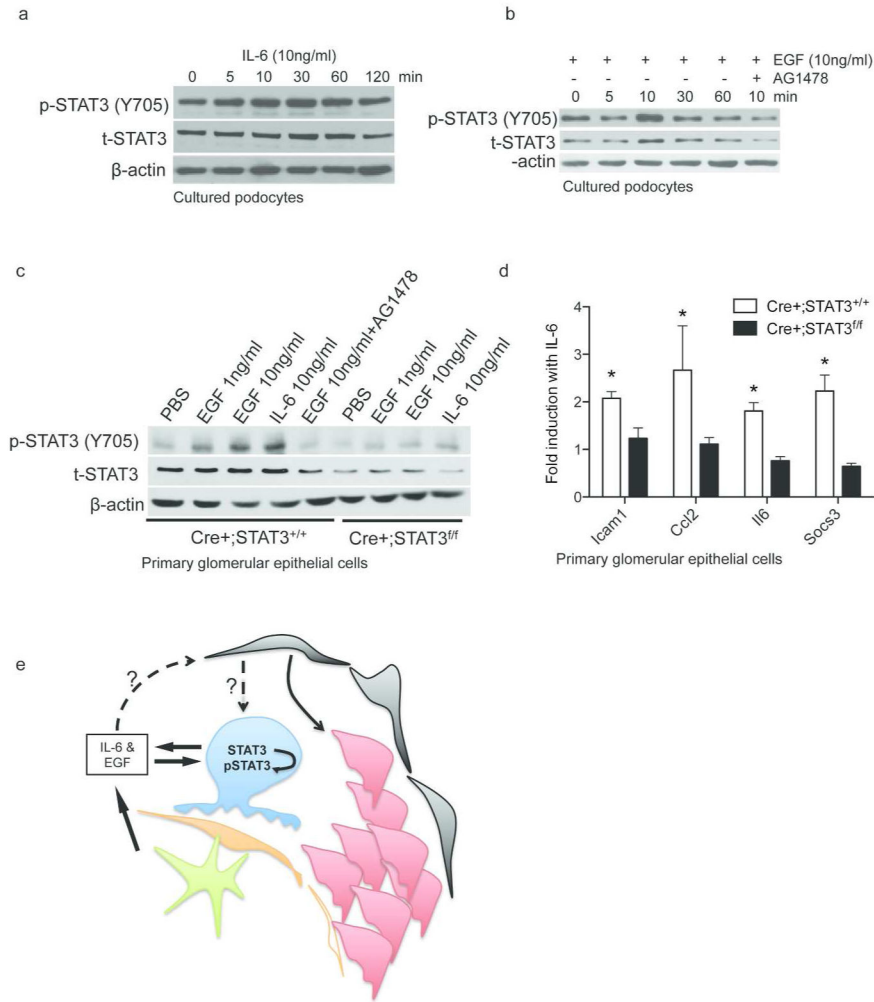 a
IL-6 (10ng/ml)
0 5 10 30 60 120 min
p-STAT3 (Y705)
t-STAT3
β-actin
Cultured podocytes
b
+ + + + + + EGF (10ng/ml)
- - - - - + AG1478
0 5 10 30 60 10 min
p-STAT3 (Y705)
t-STAT3
-actin
Cultured podocytes
c
PBS
EGF 1ng/ml
EGF 10ng/ml
IL-6 10ng/ml
EGF 10ng/ml+AG1478
PBS
EGF 1ng/ml
EGF 10ng/ml
IL-6 10ng/ml
p-STAT3 (Y705)
t-STAT3
β-actin
Cre+;STAT3+/+ Cre+;STAT3f/f
Primary glomerular epithelial cells
d
Fold induction with IL-6
4
3
2
1
0
* * * *
Cre+;STAT3+/+
Cre+;STAT3f/f
Icam1 Ccl2 Il6 Socs3
Primary glomerular epithelial cells
e
?
?
IL-6 &
EGF
STAT3
pSTAT3